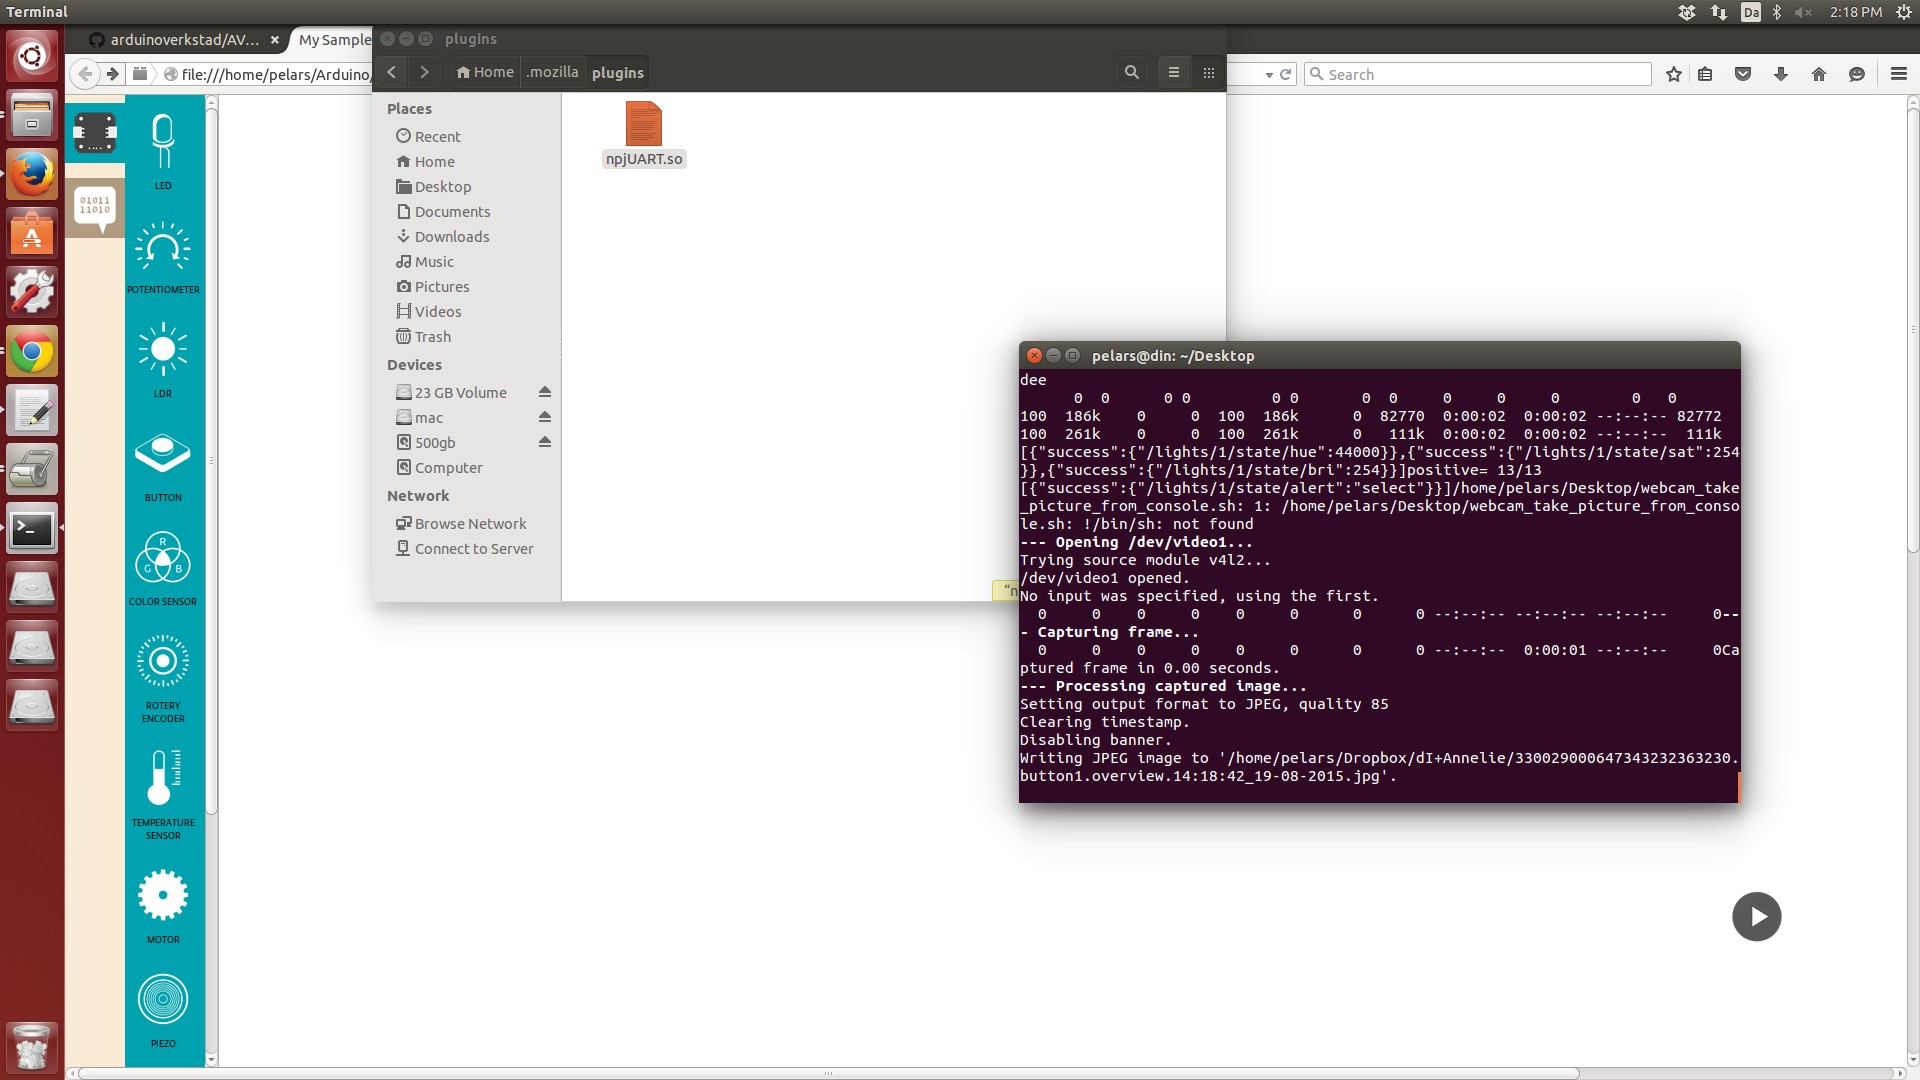 Terminal
Da
2:18 PM
arduinoverkstad/AV...
My Sample
plugins
file:///home/pelars/Arduino/
Home
.mozilla
plugins
Search
01011
11010
LED
POTENTIOMETER
LDR
BUTTON
R
G B
COLOR SENSOR
ROTERY
ENCODER
TEMPERATURE
SENSOR
MOTOR
PIEZO
Places
Recent
Home
Desktop
Documents
Downloads
Music
Pictures
Videos
Trash
Devices
23 GB Volume
mac
500gb
Computer
Network
Browse Network
Connect to Server
npjUART.so
“n
pelars@din: ~/Desktop
dee
0 0 0 0 0 0 0 0 0 0 0 0 0
100 186k 0 0 100 186k 0 82770 0:00:02 0:00:02 --:--:-- 82772
100 261k 0 0 100 261k 0 111k 0:00:02 0:00:02 --:--:-- 111k
[{"success":{"/lights/1/state/hue":44000}},{"success":{"/lights/1/state/sat":254
}},{"success":{"/lights/1/state/bri":254}}]positive= 13/13
[{"success":{"/lights/1/state/alert":"select"}}]/home/pelars/Desktop/webcam_take
_picture_from_console.sh: 1: /home/pelars/Desktop/webcam_take_picture_from_conso
le.sh: !/bin/sh: not found
--- Opening /dev/video1...
Trying source module v4l2...
/dev/video1 opened.
No input was specified, using the first.
0 0 0 0 0 0 0 0 --:--:-- --:--:-- --:--:-- 0--
- Capturing frame...
0 0 0 0 0 0 0 0 --:--:-- 0:00:01 --:--:-- 0Ca
ptured frame in 0.00 seconds.
--- Processing captured image...
Setting output format to JPEG, quality 85
Clearing timestamp.
Disabling banner.
Writing JPEG image to '/home/pelars/Dropbox/dI+Annelie/330029000647343232363230.
button1.overview.14:18:42_19-08-2015.jpg'.